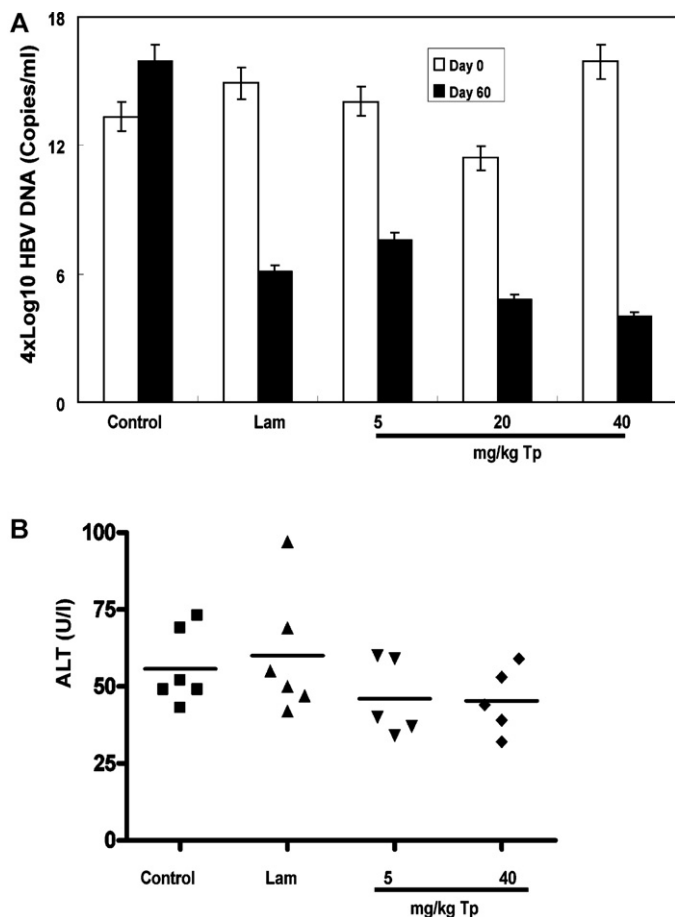 A
4xLog10 HBV DNA (Copies/ml)
18
13
6
0
Day 0
Day 60
Control
Lam
5
20
40
mg/kg Tp
B
ALT (U/I)
100
75
50
25
0
Control
Lam
5
40
mg/kg Tp